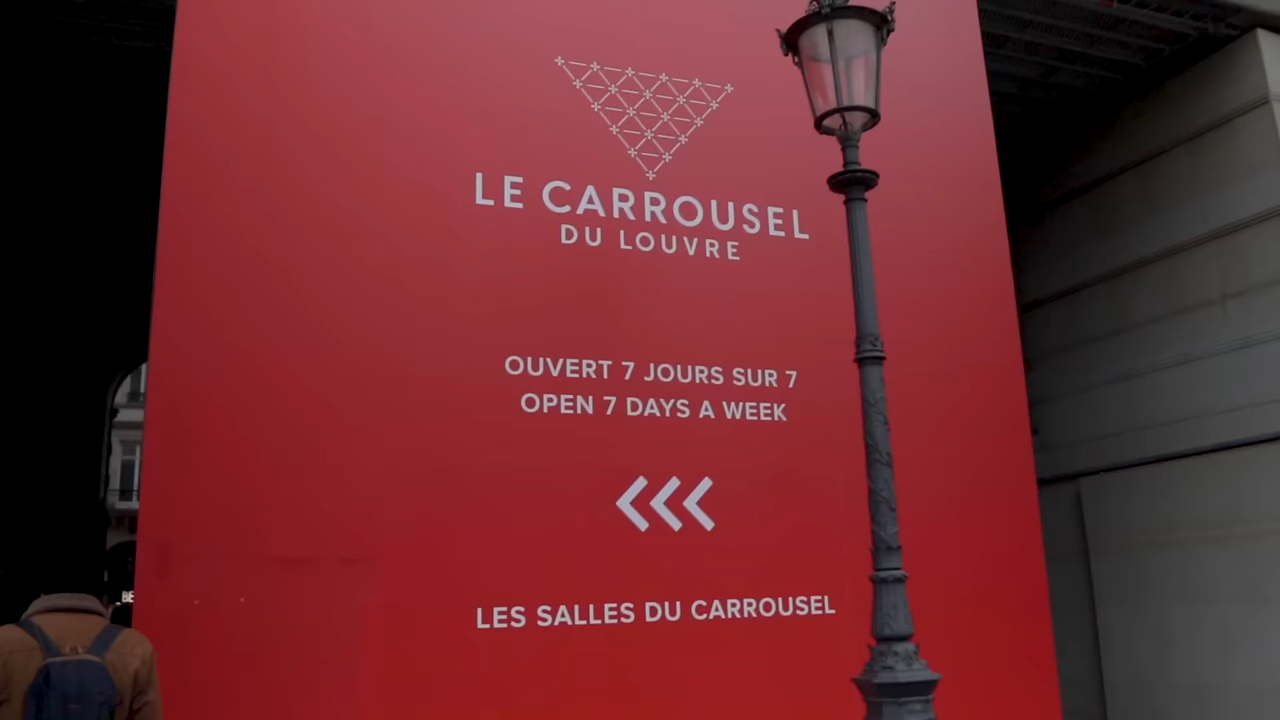 LE CARROUSEL
DU LOUVRE
OUVERT 7 JOURS SUR 7
OPEN 7 DAYS A WEEK
LES SALLES DU CARROUSEL